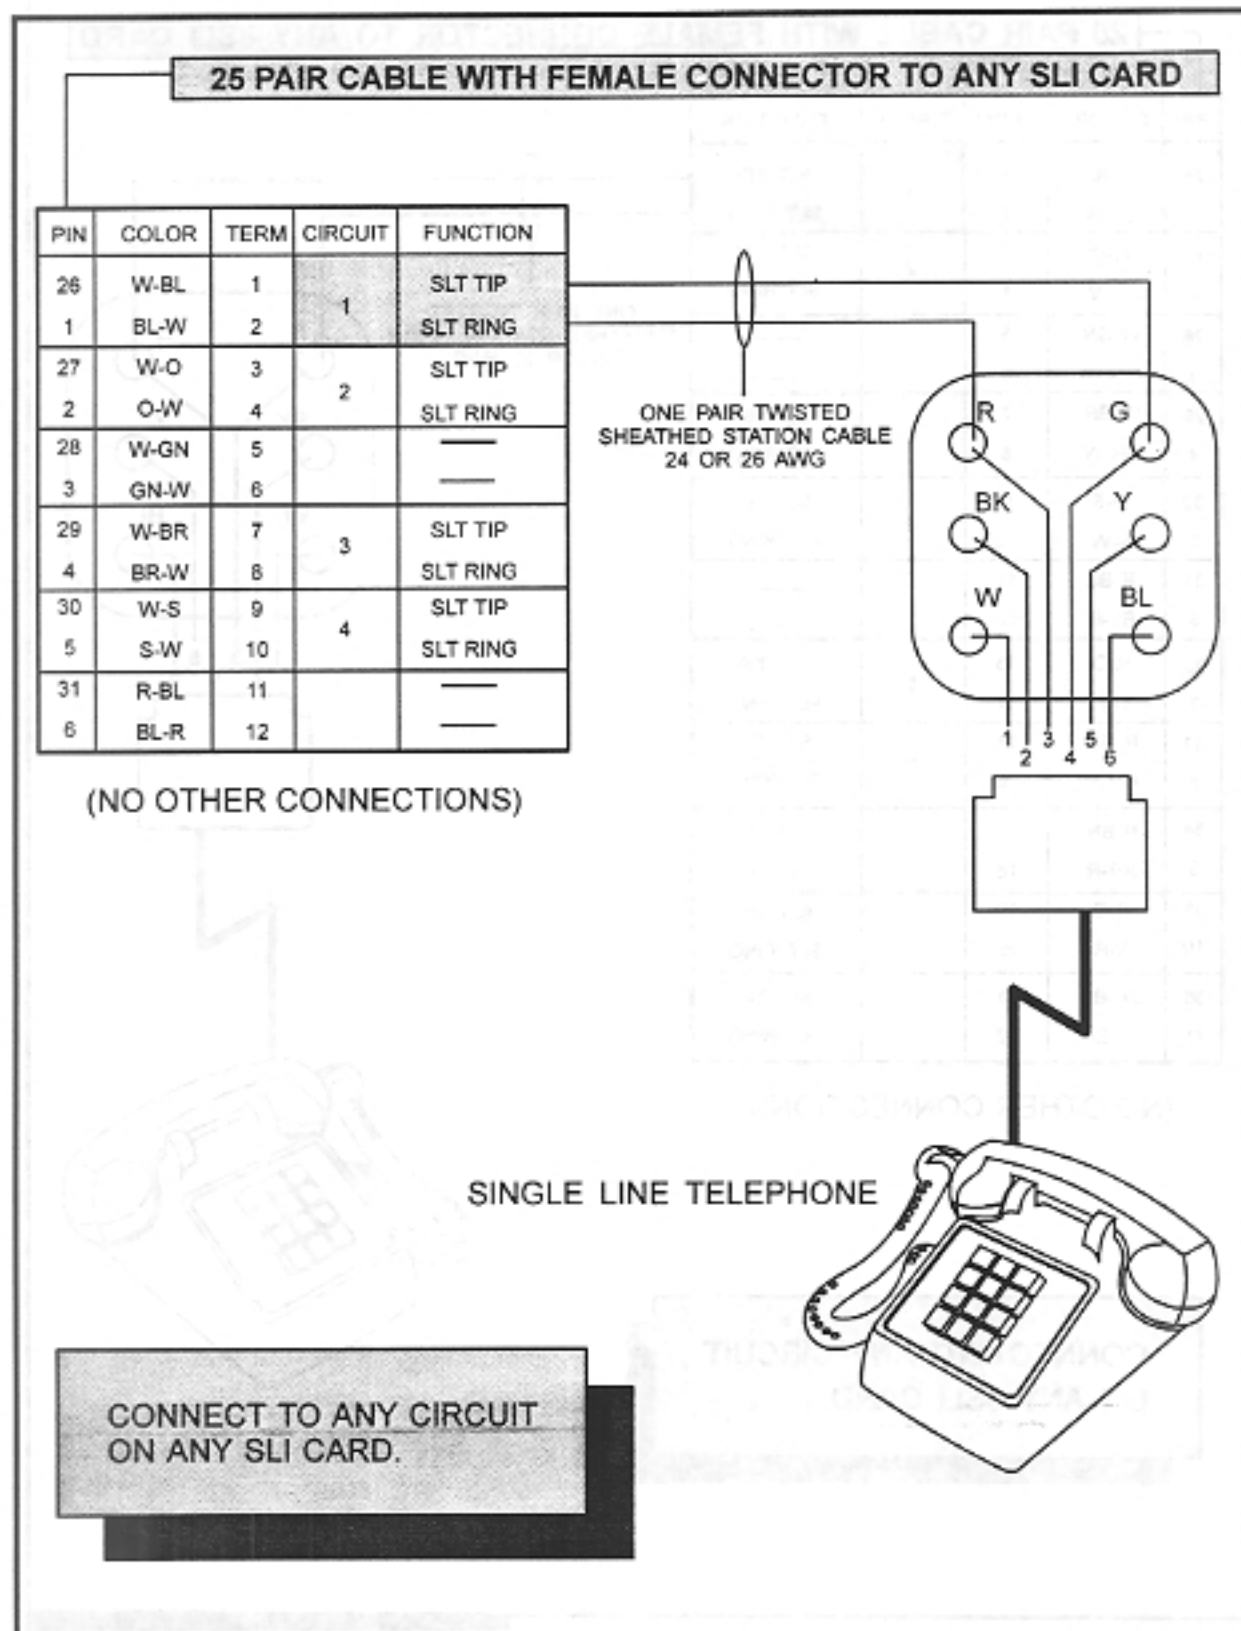 25 PAIR CABLE WITH FEMALE CONNECTOR TO ANY SLI CARD
PIN COLOR TERM CIRCUIT FUNCTION
26 W-BL 1 SLT TIP
1
1 BL-W 2 SLT RING
27 W-O 3 SLT TIP
2
2 O-W 4 SLT RING
28 W-GN 5 —
3 GN-W 6 —
29 W-BR 7 SLT TIP
3
4 BR-W 8 SLT RING
30 W-S 9 SLT TIP
4
5 S-W 10 SLT RING
31 R-BL 11 —
6 BL-R 12 —
(NO OTHER CONNECTIONS)
ONE PAIR TWISTED
SHEATHED STATION CABLE
24 OR 26 AWG
R G
BK Y
W BL
1 2 3 4 5 6
SINGLE LINE TELEPHONE
CONNECT TO ANY CIRCUIT
ON ANY SLI CARD.